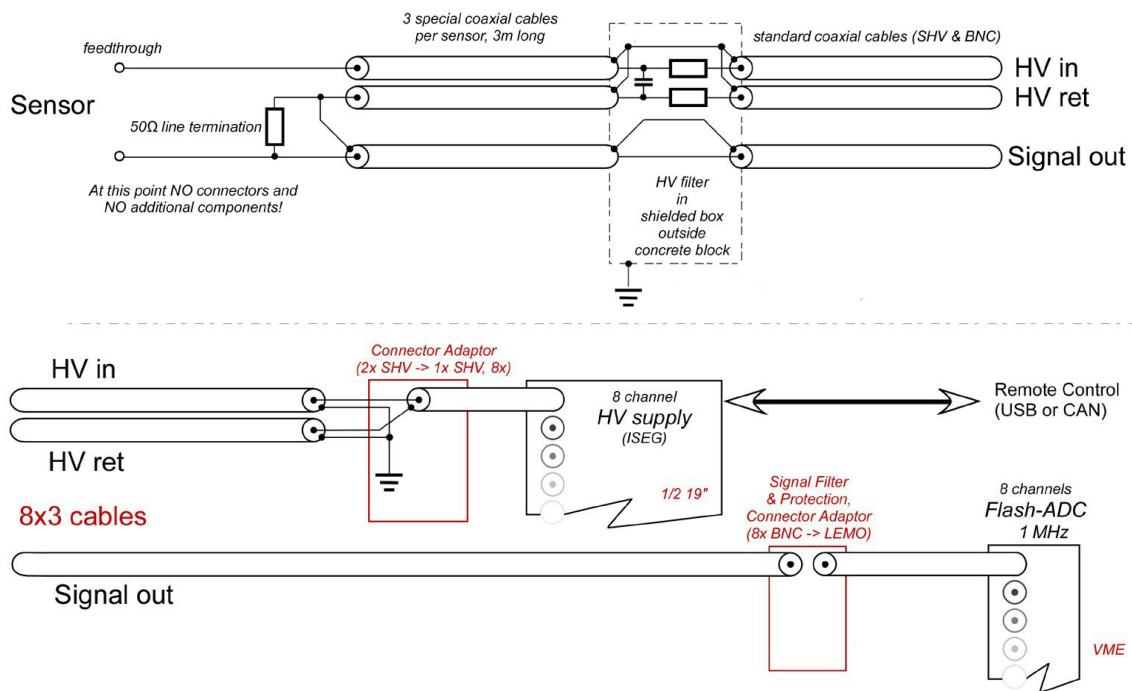 3 special coaxial cables
per sensor, 3m long
feedthrough
standard coaxial cables (SHV & BNC)
HV in
HV ret
Sensor
50Ω line termination
Signal out
At this point NO connectors and
NO additional components!
HV filter
in
shielded box
outside
concrete block
HV in
Connector Adaptor
(2x SHV -> 1x SHV, 8x)
8 channel
HV supply
(ISEG)
Remote Control
(USB or CAN)
HV ret
1/2 19"
8x3 cables
Signal Filter
& Protection,
Connector Adaptor
(8x BNC -> LEMO)
8 channels
Flash-ADC
1 MHz
Signal out
VME